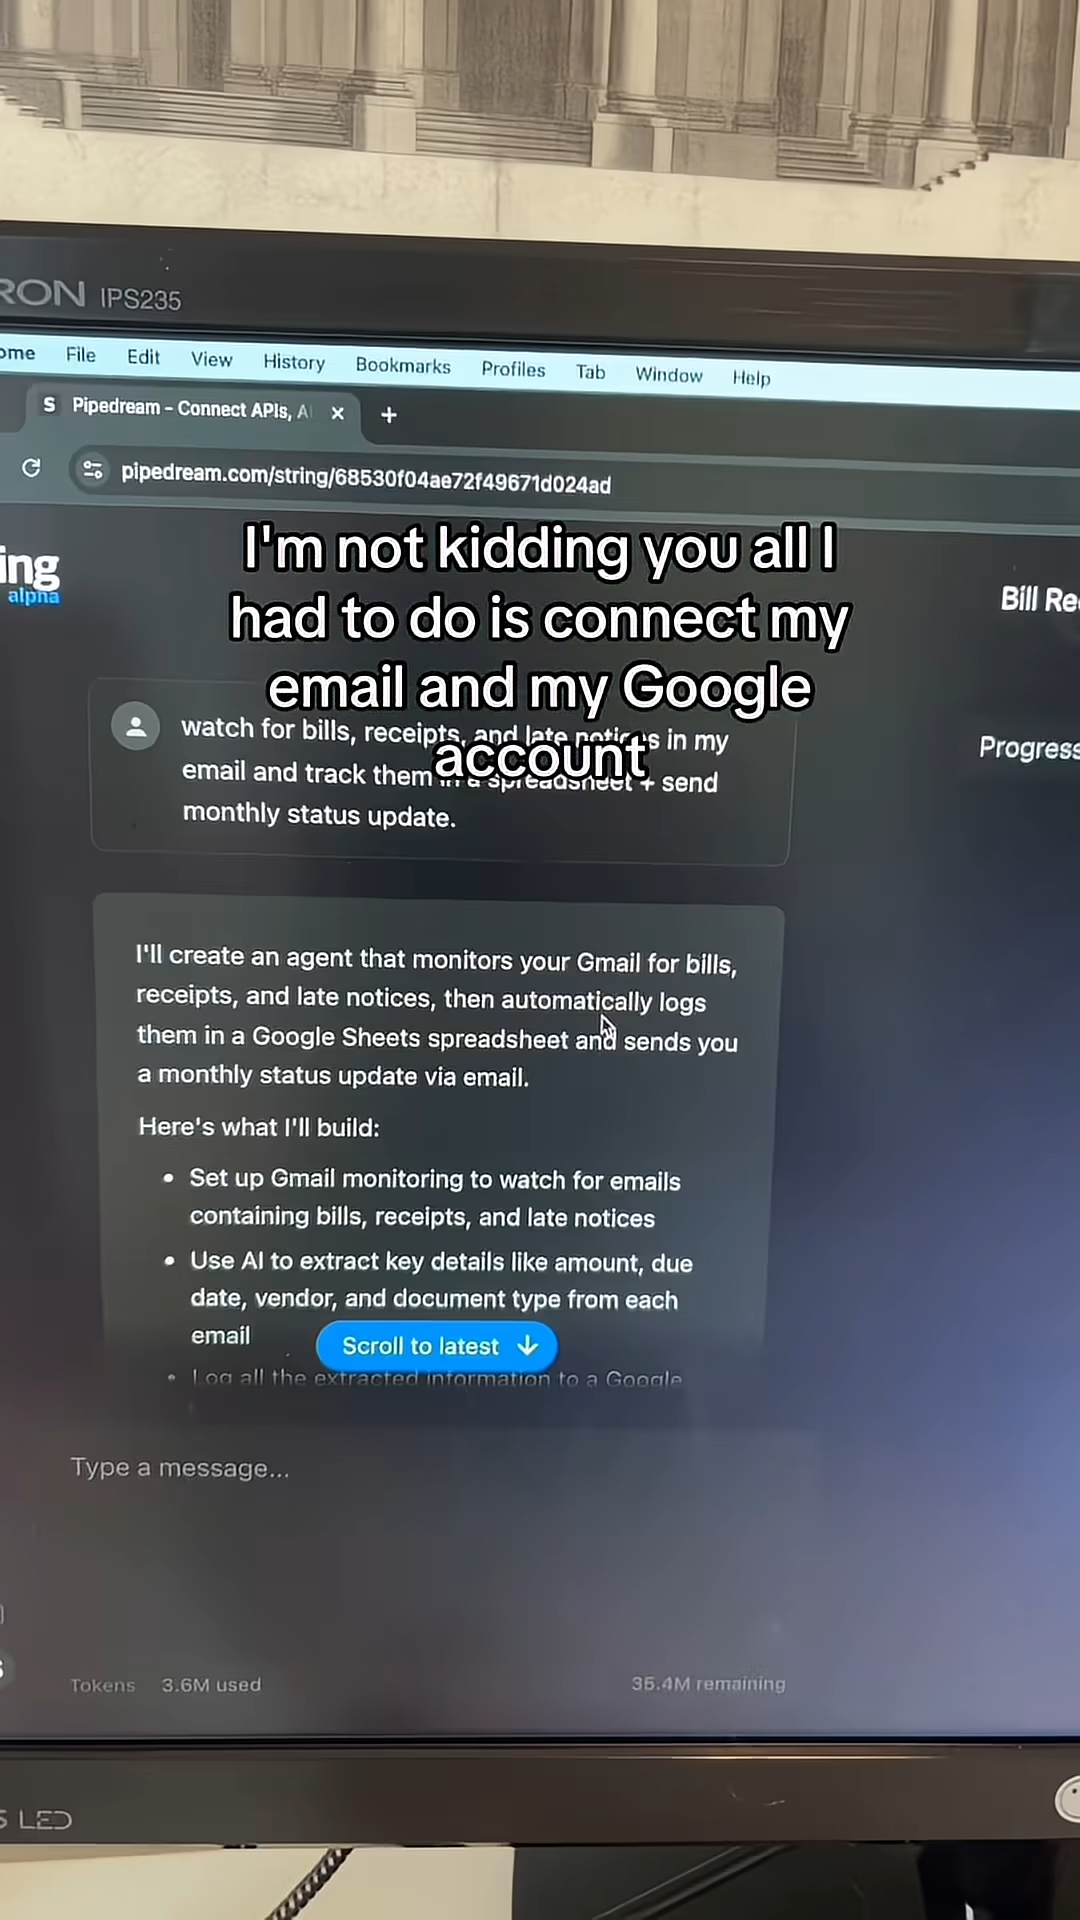 RON IPS235
ome File Edit View History Bookmarks Profiles Tab Window Help
S Pipedream - Connect APIs, A
pipedream.com/string/68530f04ae72f49671d024ad
I'm not kidding you all I
had to do is connect my
email and my Google
account
ing
alpha
Bill Re
watch for bills, receipts, and late notices in my
email and track them in a spreadsheet + send
monthly status update.
Progress
I'll create an agent that monitors your Gmail for bills,
receipts, and late notices, then automatically logs
them in a Google Sheets spreadsheet and sends you
a monthly status update via email.
Here's what I'll build:
• Set up Gmail monitoring to watch for emails
containing bills, receipts, and late notices
• Use AI to extract key details like amount, due
date, vendor, and document type from each
email
Scroll to latest
• Log all the extracted information to a Google
Type a message...
Tokens 3.6M used 35.4M remaining
S LED